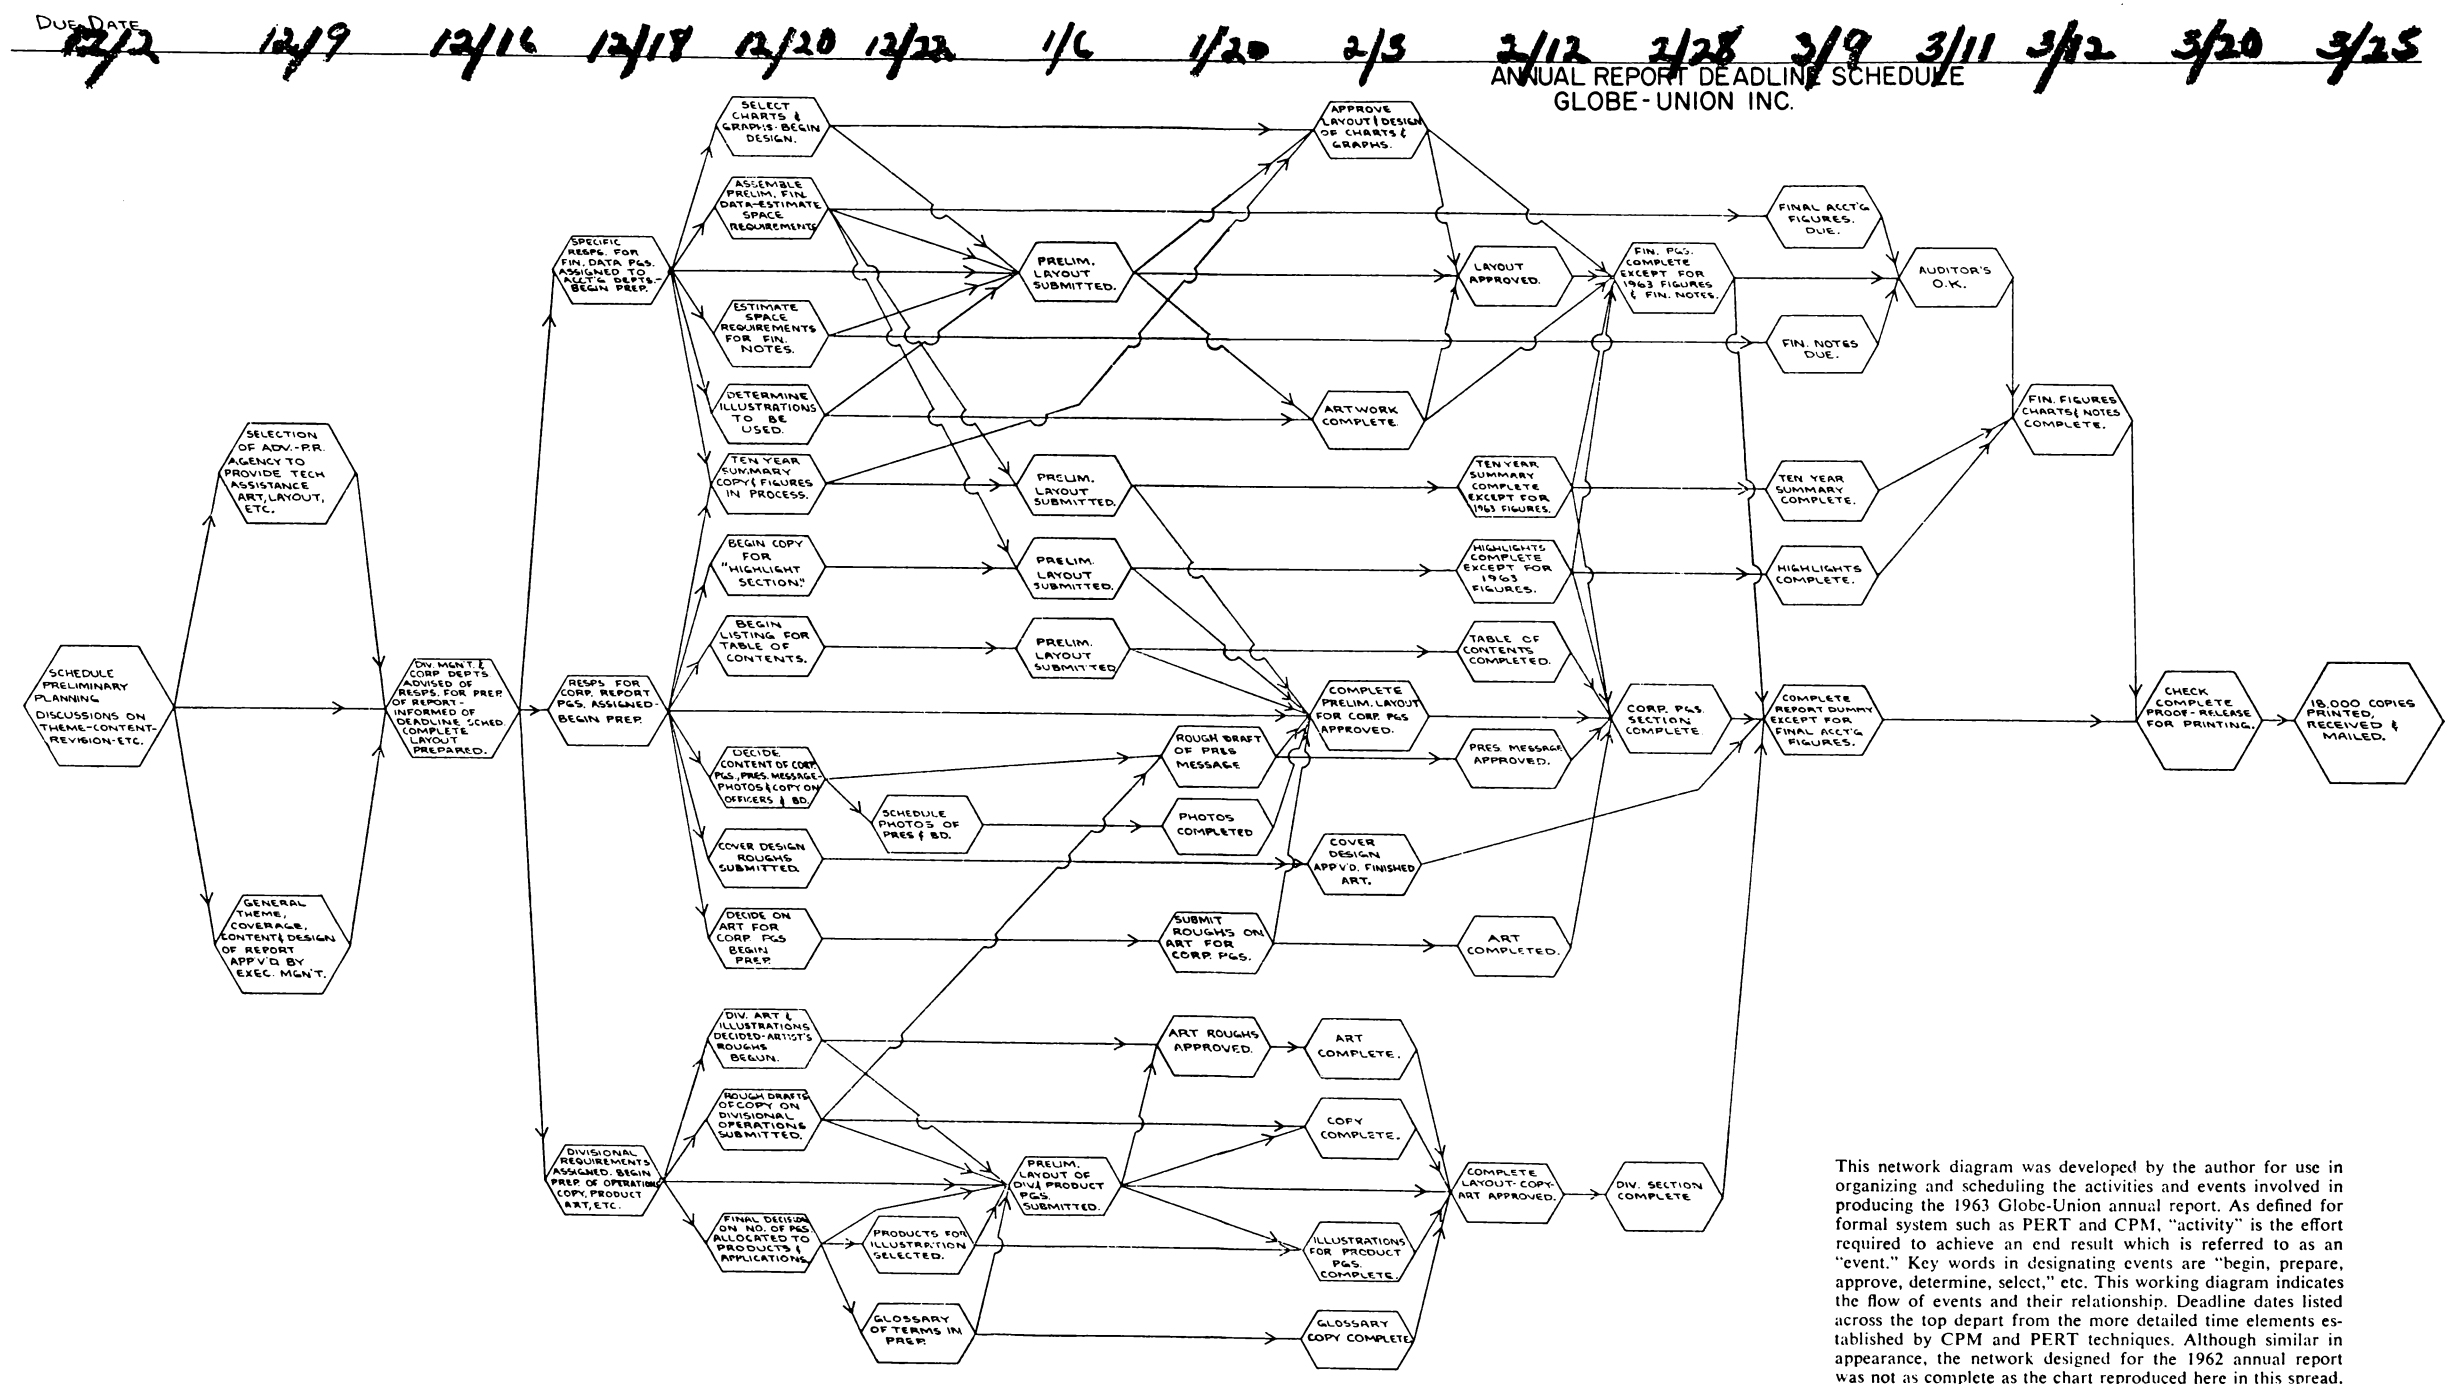 DUE DATE
12/2 12/9 12/16 12/18 12/20 12/22 1/6 1/20 2/3 2/12 2/28 3/9 3/11 3/12 3/20 3/25
ANNUAL REPORT DEADLINE SCHEDULE
GLOBE-UNION INC.
SCHEDULE
PRELIMINARY
PLANNING
DISCUSSIONS ON
THEME-CONTENT-
REVISION-ETC.
SELECTION
OF ADV.-P.R.
AGENCY TO
PROVIDE TECH
ASSISTANCE
ART, LAYOUT,
ETC.
GENERAL
THEME,
COVERAGE,
CONTENT & DESIGN
OF REPORT
APPV'D BY
EXEC. MGN'T.
DIV. MGN'T. &
CORP DEPTS.
ADVISED OF
RESPS. FOR PREP.
OF REPORT-
INFORMED OF
DEADLINE SCHED.
COMPLETE
LAYOUT
PREPARED.
SPECIFIC
RESPS. FOR
FIN. DATA PGS.
ASSIGNED TO
ACCT'G DEPTS.-
BEGIN PREP.
RESPS FOR
CORP. REPORT
PGS. ASSIGNED-
BEGIN PREP.
DIVISIONAL
REQUIREMENTS
ASSIGNED. BEGIN
PREP. OF OPERATIONS
COPY, PRODUCT
ART, ETC.
SELECT
CHARTS &
GRAPHS-BEGIN
DESIGN.
ASSEMBLE
PRELIM. FIN.
DATA-ESTIMATE
SPACE
REQUIREMENTS
ESTIMATE
SPACE
REQUIREMENTS
FOR FIN.
NOTES.
DETERMINE
ILLUSTRATIONS
TO BE
USED.
TEN YEAR
SUMMARY
COPY & FIGURES
IN PROCESS.
BEGIN COPY
FOR
"HIGHLIGHT
SECTION."
BEGIN
LISTING FOR
TABLE OF
CONTENTS.
DECIDE
CONTENT OF CORP.
PGS., PRES. MESSAGE-
PHOTOS & COPY ON
OFFICERS & BD.
COVER DESIGN
ROUGHS
SUBMITTED.
DECIDE ON
ART FOR
CORP. PGS
BEGIN
PREP.
DIV. ART &
ILLUSTRATIONS
DECIDED-ARTIST'S
ROUGHS
BEGUN.
ROUGH DRAFTS
OF COPY ON
DIVISIONAL
OPERATIONS
SUBMITTED.
FINAL DECISION
ON NO. OF PGS.
ALLOCATED TO
PRODUCTS &
APPLICATIONS
SCHEDULE
PHOTOS OF
PRES & BD.
PRODUCTS FOR
ILLUSTRATION
SELECTED.
GLOSSARY
OF TERMS IN
PREP.
PRELIM.
LAYOUT
SUBMITTED.
PRELIM.
LAYOUT
SUBMITTED.
PRELIM.
LAYOUT
SUBMITTED.
PRELIM.
LAYOUT
SUBMITTED
PRELIM.
LAYOUT OF
DIV & PRODUCT
PGS.
SUBMITTED.
ROUGH DRAFT
OF PRES
MESSAGE
PHOTOS
COMPLETED
SUBMIT
ROUGHS ON
ART FOR
CORP. PGS.
ART ROUGHS
APPROVED.
APPROVE
LAYOUT & DESIGN
OF CHARTS &
GRAPHS.
ARTWORK
COMPLETE.
COMPLETE
PRELIM. LAYOUT
FOR CORP. PGS
APPROVED.
COVER
DESIGN
APPV'D. FINISHED
ART.
ART
COMPLETE.
COPY
COMPLETE.
ILLUSTRATIONS
FOR PRODUCT
PGS.
COMPLETE.
GLOSSARY
COPY COMPLETE
LAYOUT
APPROVED.
TEN YEAR
SUMMARY
COMPLETE
EXCEPT FOR
1963 FIGURES.
HIGHLIGHTS
COMPLETE
EXCEPT FOR
1963
FIGURES.
TABLE OF
CONTENTS
COMPLETED.
PRES. MESSAGE
APPROVED.
ART
COMPLETED.
COMPLETE
LAYOUT-COPY-
ART APPROVED.
FIN. PGS.
COMPLETE
EXCEPT FOR
1963 FIGURES
& FIN. NOTES.
CORP. PGS.
SECTION
COMPLETE.
DIV. SECTION
COMPLETE
FINAL ACCT'G
FIGURES.
DUE.
FIN. NOTES
DUE.
TEN YEAR
SUMMARY
COMPLETE.
HIGHLIGHTS
COMPLETE.
COMPLETE
REPORT DUMMY
EXCEPT FOR
FINAL ACCT'G
FIGURES.
AUDITOR'S
O.K.
FIN. FIGURES
CHARTS & NOTES
COMPLETE.
CHECK
COMPLETE
PROOF-RELEASE
FOR PRINTING.
18,000 COPIES
PRINTED,
RECEIVED &
MAILED.
This network diagram was developed by the author for use in
organizing and scheduling the activities and events involved in
producing the 1963 Globe-Union annual report. As defined for
formal system such as PERT and CPM, "activity" is the effort
required to achieve an end result which is referred to as an
"event." Key words in designating events are "begin, prepare,
approve, determine, select," etc. This working diagram indicates
the flow of events and their relationship. Deadline dates listed
across the top depart from the more detailed time elements es-
tablished by CPM and PERT techniques. Although similar in
appearance, the network designed for the 1962 annual report
was not as complete as the chart reproduced here in this spread.